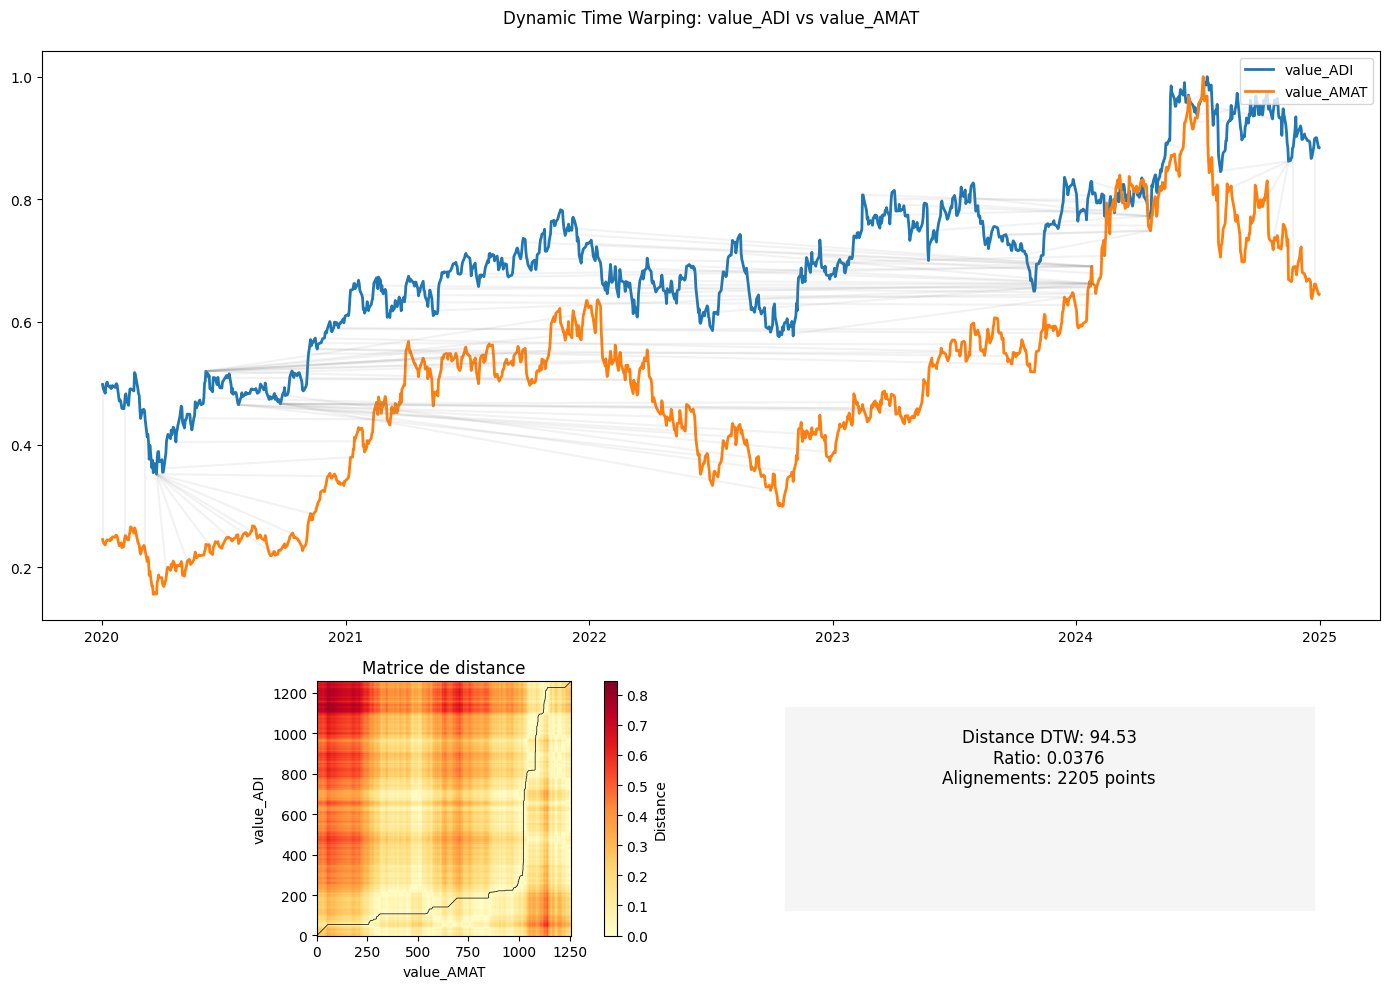 Dynamic Time Warping: value_ADI vs value_AMAT
value_ADI
value_AMAT
1.0
0.8
0.6
0.4
0.2
2020 2021 2022 2023 2024 2025
Matrice de distance
value_ADI
1200
1000
800
600
400
200
0
0 250 500 750 1000 1250
value_AMAT
0.8
0.7
0.6
0.5
0.4
0.3
0.2
0.1
0.0
Distance
Distance DTW: 94.53
Ratio: 0.0376
Alignements: 2205 points